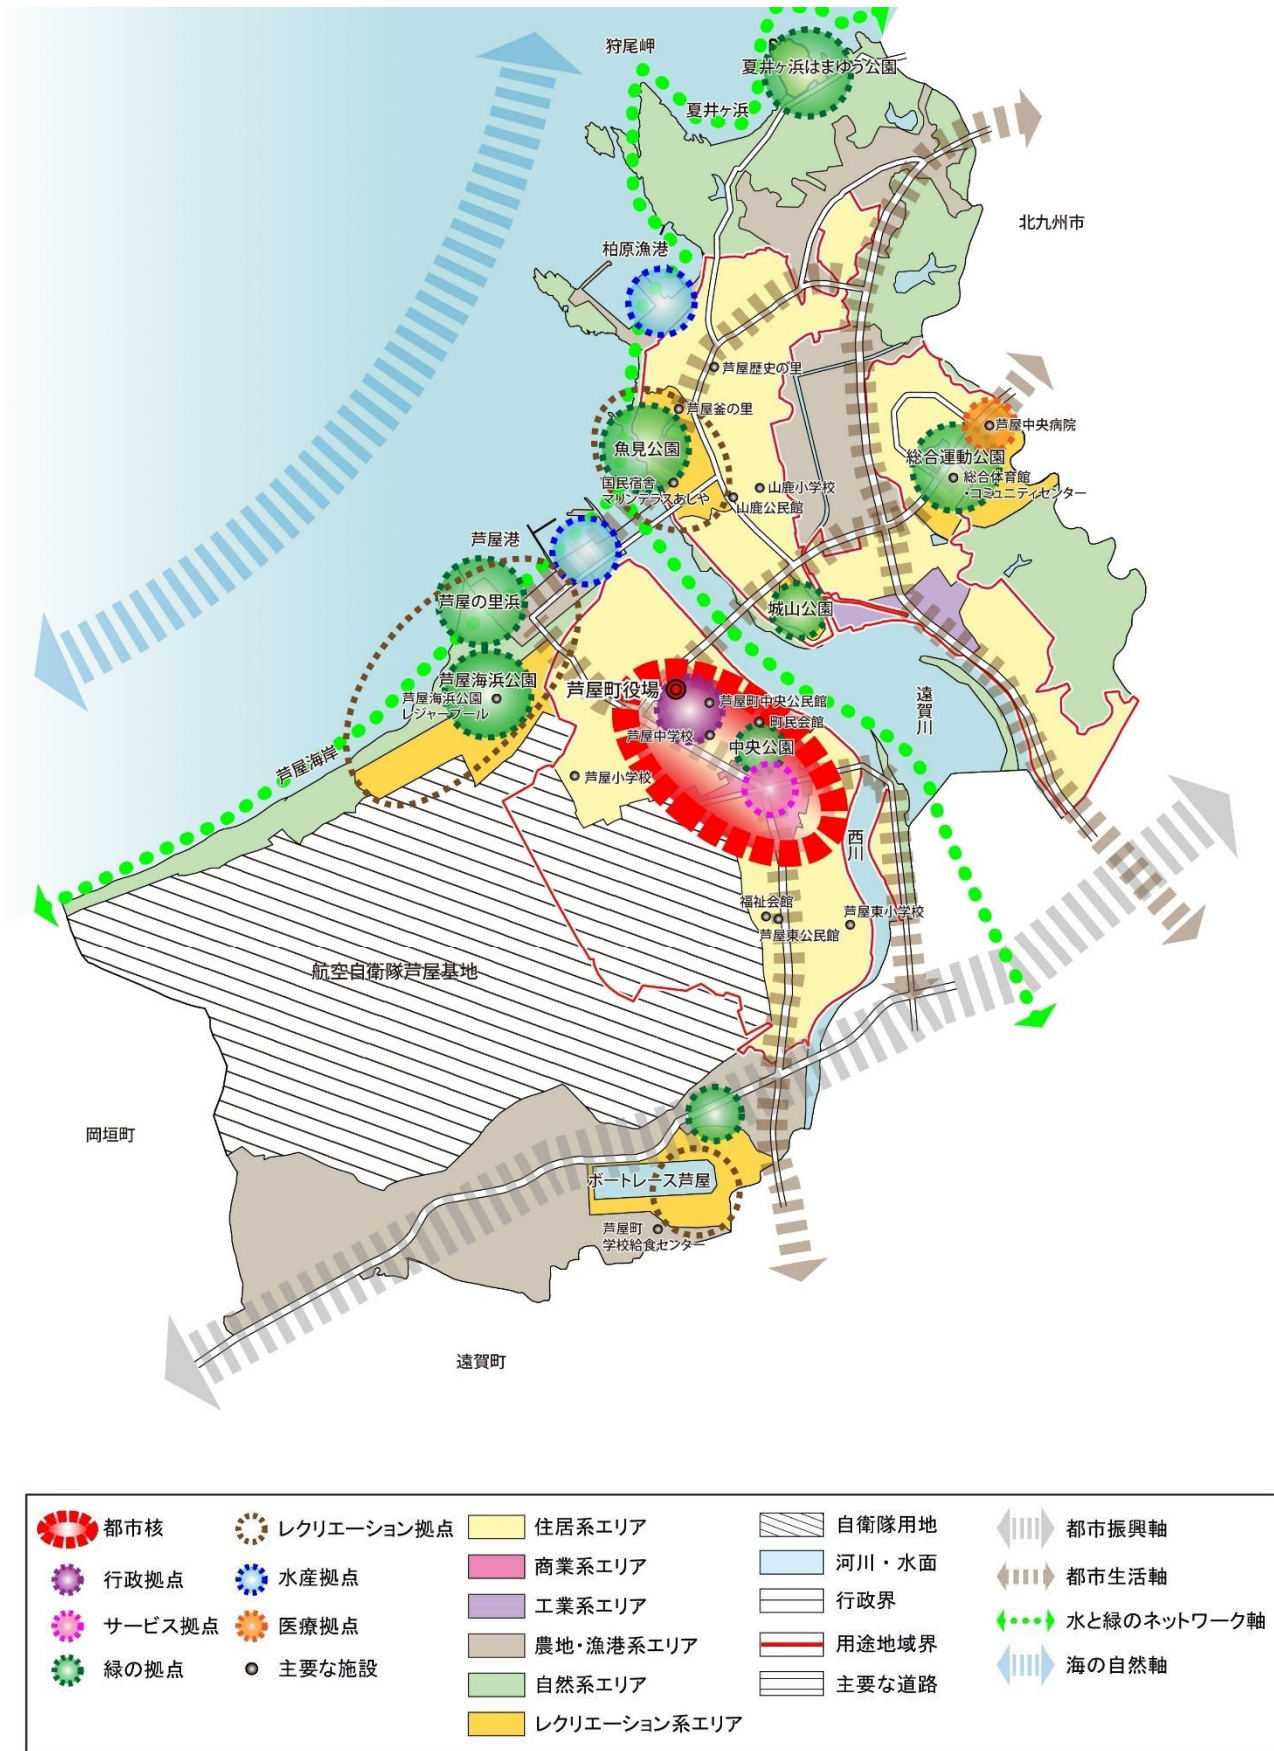 狩尾岬
夏井ヶ浜はまゆう公園
夏井ヶ浜
北九州市
柏原漁港
芦屋歴史の里
芦屋釜の里
芦屋中央病院
魚見公園
総合運動公園
総合体育館
・コミュニティセンター
国民宿舎
マリンテラスあしや
山鹿小学校
山鹿公民館
芦屋港
芦屋の里浜
城山公園
芦屋海浜公園
芦屋海浜公園
レジャープール
芦屋町役場
芦屋町中央公民館
町民会館
芦屋中学校
中央公園
遠賀川
芦屋海岸
芦屋小学校
西川
福祉会館
芦屋東小学校
芦屋東公民館
航空自衛隊芦屋基地
岡垣町
ボートレース芦屋
芦屋町
学校給食センター
遠賀町
都市核
行政拠点
サービス拠点
緑の拠点
レクリエーション拠点
水産拠点
医療拠点
主要な施設
住居系エリア
商業系エリア
工業系エリア
農地・漁港系エリア
自然系エリア
レクリエーション系エリア
自衛隊用地
河川・水面
行政界
用途地域界
主要な道路
都市振興軸
都市生活軸
水と緑のネットワーク軸
海の自然軸